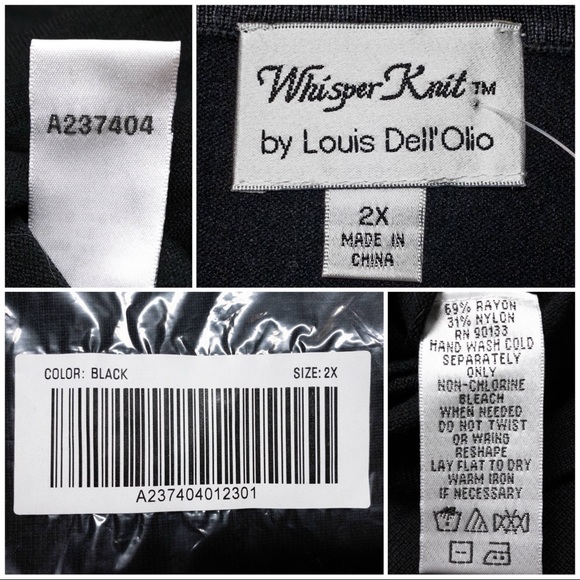 A237404
Whisper Knit™
by Louis Dell'Olio
2X
MADE IN
CHINA
COLOR: BLACK SIZE: 2X
A237404012301
69% RAYON
31% NYLON
RN 90133
HAND WASH COLD
SEPARATELY
ONLY
NON-CHLORINE
BLEACH
WHEN NEEDED
DO NOT TWIST
OR WRING
RESHAPE
LAY FLAT TO DRY
WARM IRON
IF NECESSARY